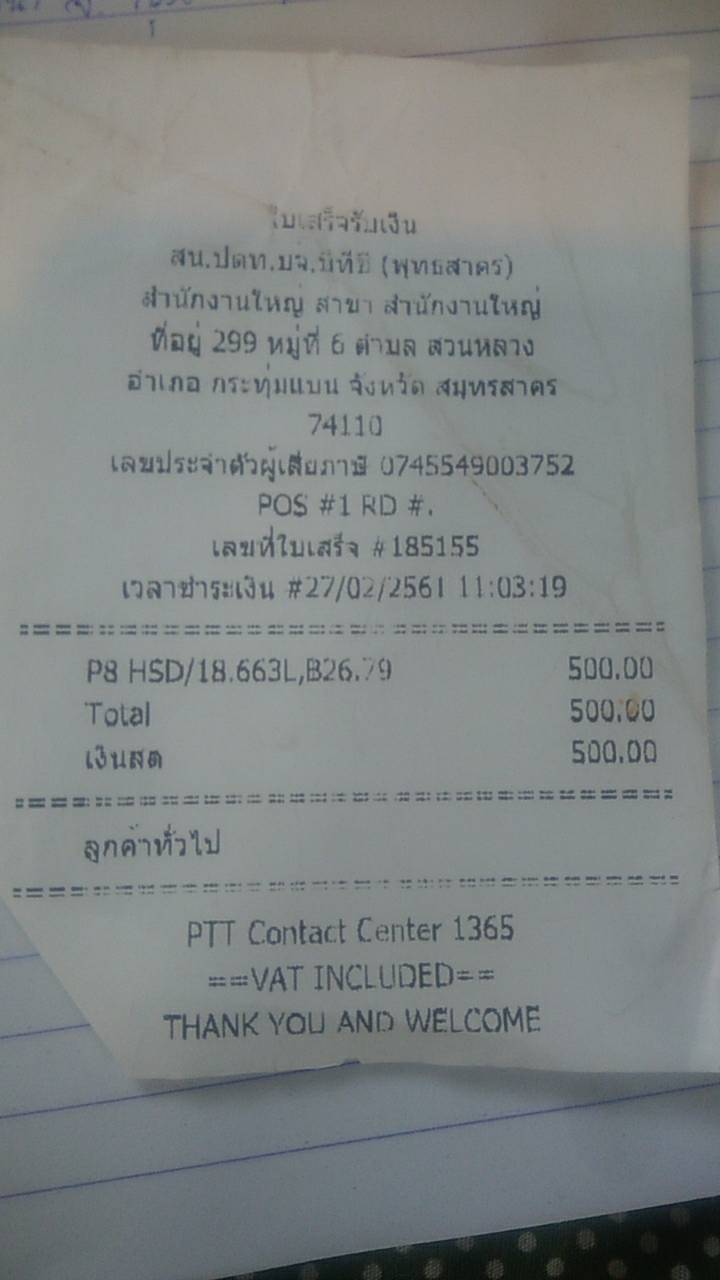 ใบเสร็จรับเงิน
สน.ปตท.บจ.บีทีซี (พุทธสาคร)
สำนักงานใหญ่ สาขา สำนักงานใหญ่
ที่อยู่ 299 หมู่ที่ 6 ตำบล สวนหลวง
อำเภอ กระทุ่มแบน จังหวัด สมุทรสาคร
74110
เลขประจำตัวผู้เสียภาษี 0745549003752
POS #1 RD #.
เลขที่ใบเสร็จ #185155
เวลาชำระเงิน #27/02/2561 11:03:19
P8 HSD/18.663L,B26.79 500.00
Total 500.00
เงินสด 500.00
ลูกค้าทั่วไป
PTT Contact Center 1365
==VAT INCLUDED==
THANK YOU AND WELCOME